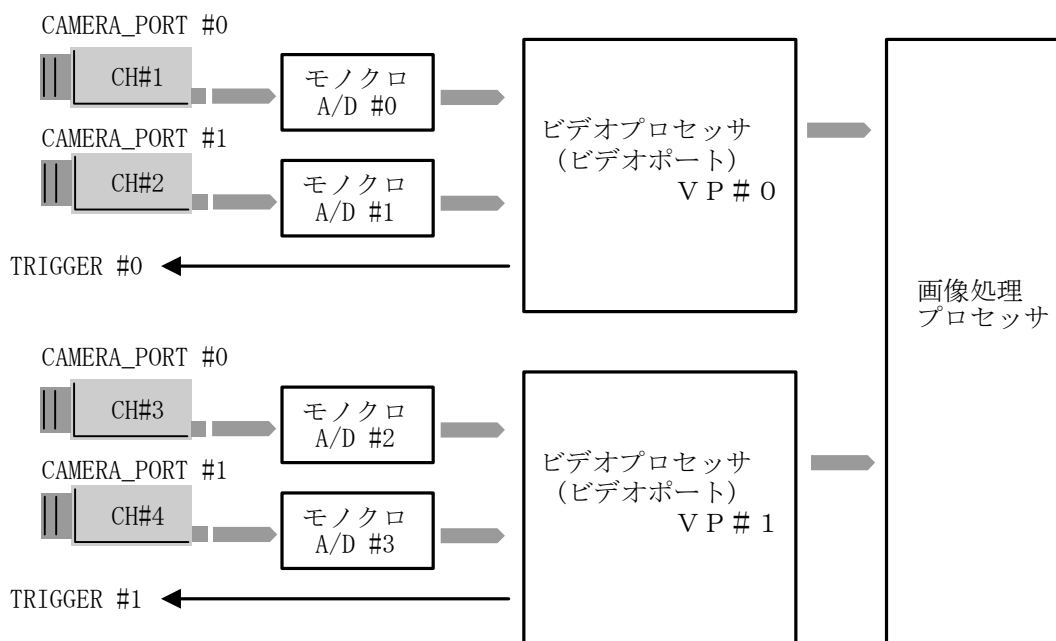 CAMERA_PORT #0
CH#1
モノクロ
A/D #0
CAMERA_PORT #1
CH#2
モノクロ
A/D #1
TRIGGER #0
ビデオプロセッサ
（ビデオポート）
ＶＰ＃０
CAMERA_PORT #0
CH#3
モノクロ
A/D #2
CAMERA_PORT #1
CH#4
モノクロ
A/D #3
TRIGGER #1
ビデオプロセッサ
（ビデオポート）
ＶＰ＃１
画像処理
プロセッサ